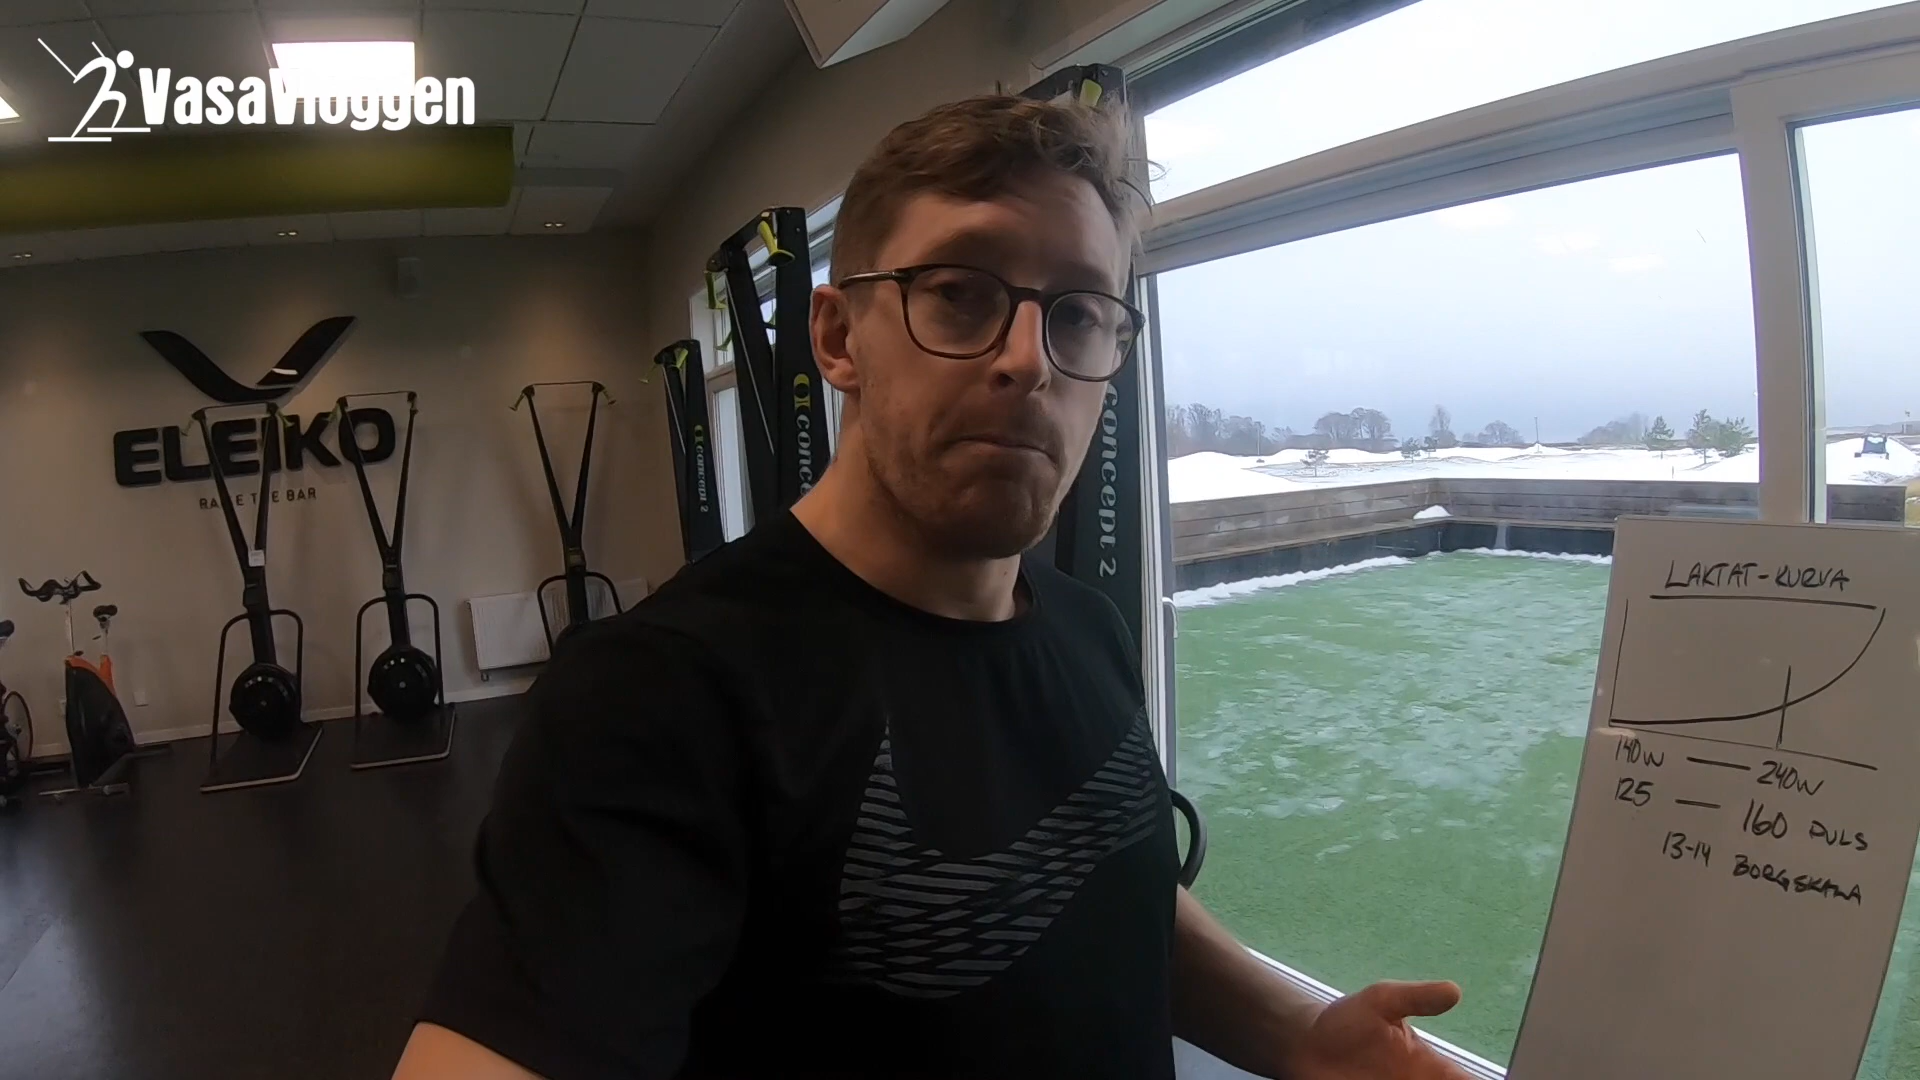 VasaVloggen
ELEIKO
RAISE THE BAR
concept 2
concept 2
concept 2
LAKTAT-KURVA
140W — 240W
125 — 160 PULS
13-14 BORGSKALA